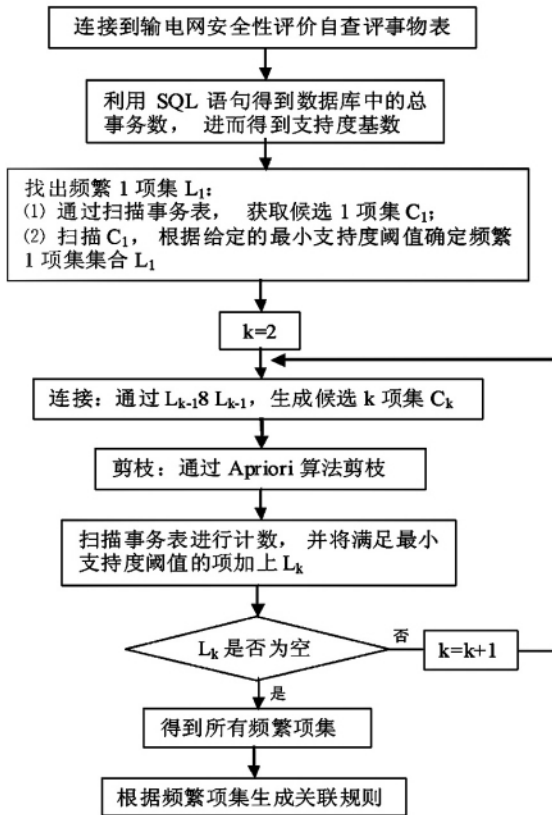 连接到输电网安全性评价自查评事物表
利用 SQL 语句得到数据库中的总
事务数，进而得到支持度基数
找出频繁 1 项集 L₁:
⑴ 通过扫描事务表，获取候选 1 项集 C₁;
⑵ 扫描 C₁，根据给定的最小支持度阈值确定频繁
1 项集集合 L₁
k=2
连接：通过 Lₖ₋₁8 Lₖ₋₁，生成候选 k 项集 Cₖ
剪枝：通过 Apriori 算法剪枝
扫描事务表进行计数，并将满足最小
支持度阈值的项加上 Lₖ
Lₖ 是否为空
否
k=k+1
是
得到所有频繁项集
根据频繁项集生成关联规则